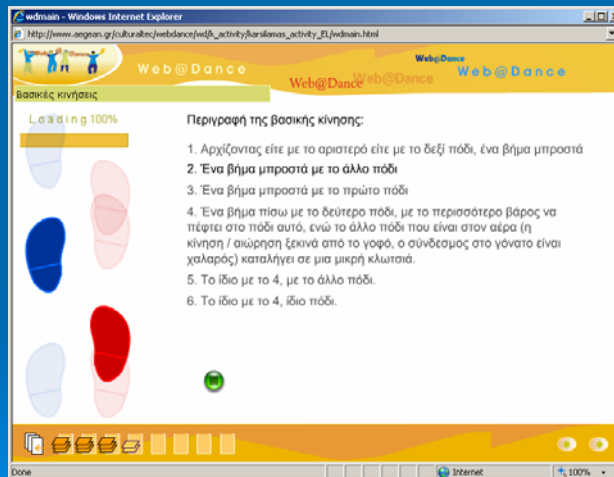 wdmain - Windows Internet Explorer
http://www.aegean.gr/culturaltec/webdance/wd/k_activity/karsilamas_activity_EL/wdmain.html
Web@Dance
Web@Dance
Web@Dance
Web@Dance
Web@Dance
Βασικές κινήσεις
Loading 100%
Περιγραφή της βασικής κίνησης:
1. Αρχίζοντας είτε με το αριστερό είτε με το δεξί πόδι, ένα βήμα μπροστά
2. Ένα βήμα μπροστά με το άλλο πόδι
3. Ένα βήμα μπροστά με το πρώτο πόδι
4. Ένα βήμα πίσω με το δεύτερο πόδι, με το περισσότερο βάρος να
πέφτει στο πόδι αυτό, ενώ το άλλο πόδι που είναι στον αέρα (η
κίνηση / αιώρηση ξεκινά από το γοφό, ο σύνδεσμος στο γόνατο είναι
χαλαρός) καταλήγει σε μια μικρή κλωτσιά.
5. Το ίδιο με το 4, με το άλλο πόδι.
6. Το ίδιο με το 4, ίδιο πόδι.
Done
Internet
100%